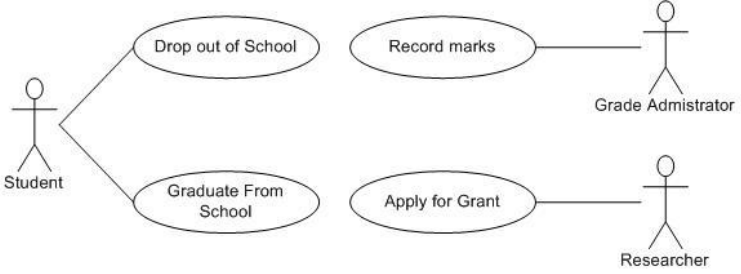 Drop out of School
Record marks
Grade Admistrator
Student
Graduate From
School
Apply for Grant
Researcher